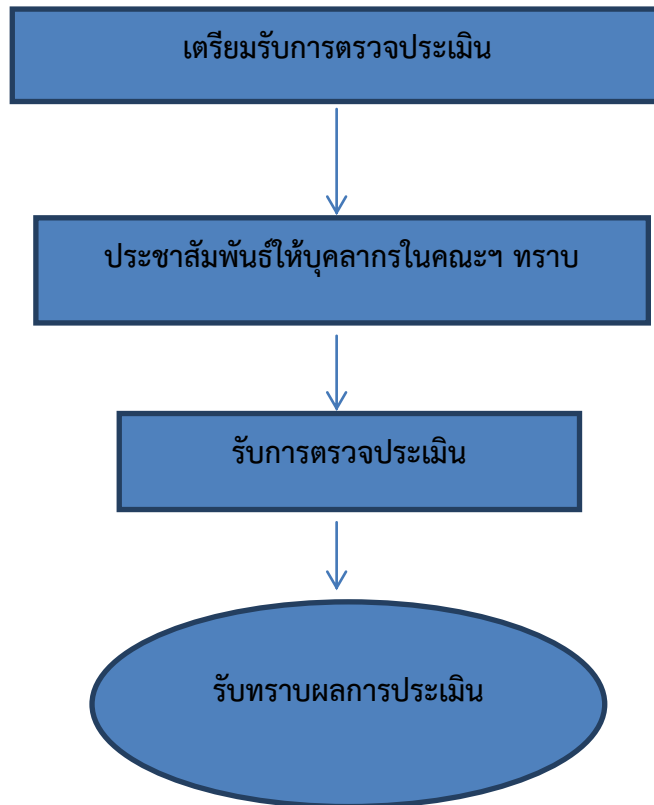 เตรียมรับการตรวจประเมิน
ประชาสัมพันธ์ให้บุคลากรในคณะฯ ทราบ
รับการตรวจประเมิน
รับทราบผลการประเมิน